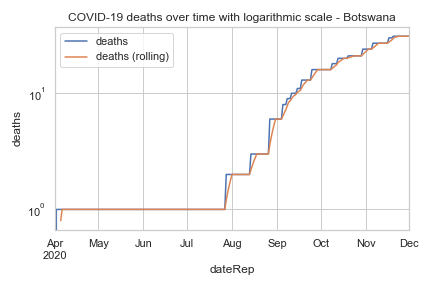 COVID-19 deaths over time with logarithmic scale - Botswana
deaths
deaths (rolling)
deaths
10¹
10⁰
Apr May Jun Jul Aug Sep Oct Nov Dec
2020
dateRep